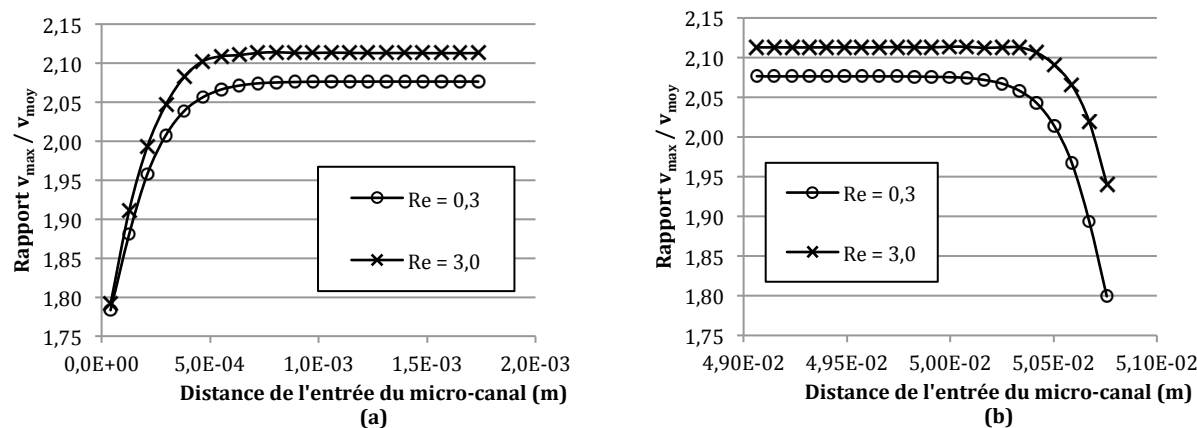 2,15
2,10
2,05
2,00
1,95
1,90
1,85
1,80
1,75
Rapport vmax / vmoy
Re = 0,3
Re = 3,0
0,0E+00 5,0E-04 1,0E-03 1,5E-03 2,0E-03
Distance de l'entrée du micro-canal (m)
(a)
2,15
2,10
2,05
2,00
1,95
1,90
1,85
1,80
1,75
Rapport vmax / vmoy
Re = 0,3
Re = 3,0
4,90E-02 4,95E-02 5,00E-02 5,05E-02 5,10E-02
Distance de l'entrée du micro-canal (m)
(b)